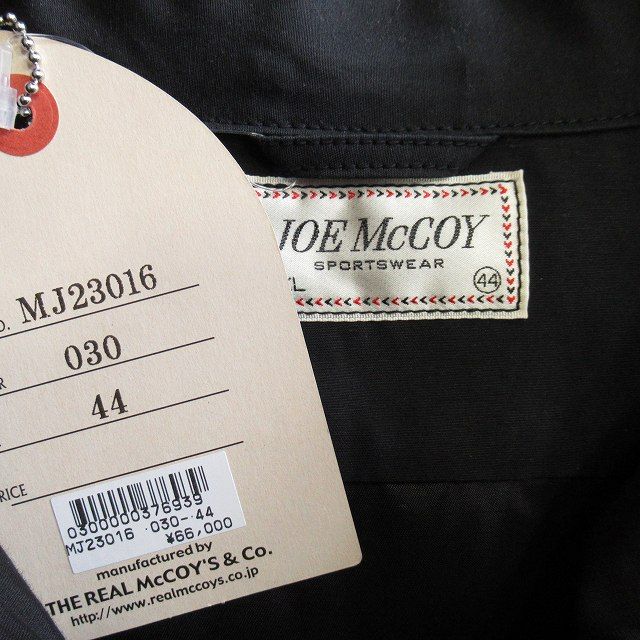 JOE McCOY
SPORTSWEAR
44
MJ23016
030
44
RICE
0300000376939
MJ23016 -030- 44
¥66,000
manufactured by
THE REAL McCOY'S & Co.
http://www.realmccoys.co.jp